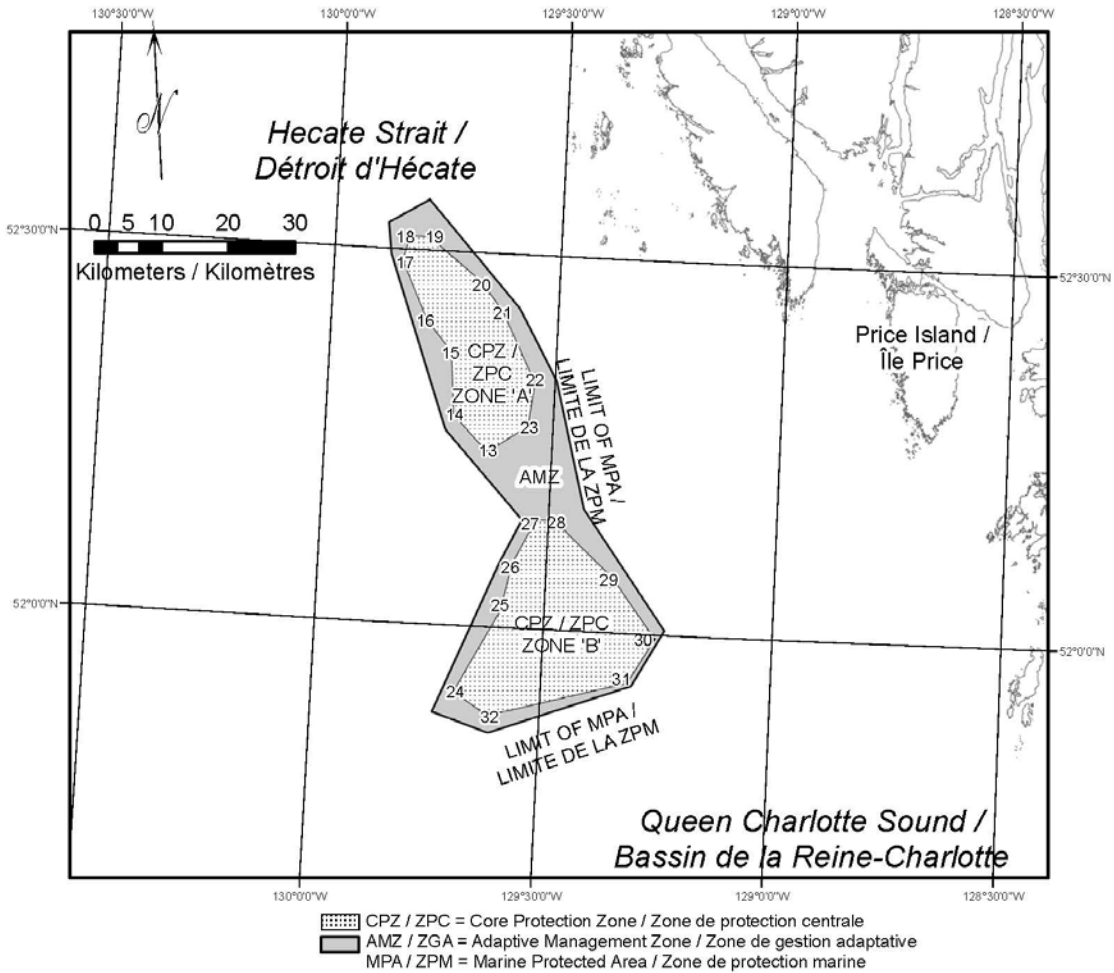 130°30'0"W
130°0'0"W
129°30'0"W
129°0'0"W
128°30'0"W
N
Hecate Strait /
Détroit d'Hécate
0 5 10 20 30
Kilometers / Kilomètres
52°30'0"N
52°30'0"N
18 19
17
20
21
16
15
CPZ /
ZPC
ZONE 'A'
22
14
23
13
Price Island /
Île Price
LIMIT OF MPA /
LIMITE DE LA ZPM
AMZ
27 28
26
29
25
52°0'0"N
CPZ / ZPC
ZONE 'B'
30
52°0'0"N
31
24
32
LIMIT OF MPA /
LIMITE DE LA ZPM
Queen Charlotte Sound /
Bassin de la Reine-Charlotte
130°0'0"W
129°30'0"W
129°0'0"W
128°30'0"W
CPZ / ZPC = Core Protection Zone / Zone de protection centrale
AMZ / ZGA = Adaptive Management Zone / Zone de gestion adaptative
MPA / ZPM = Marine Protected Area / Zone de protection marine